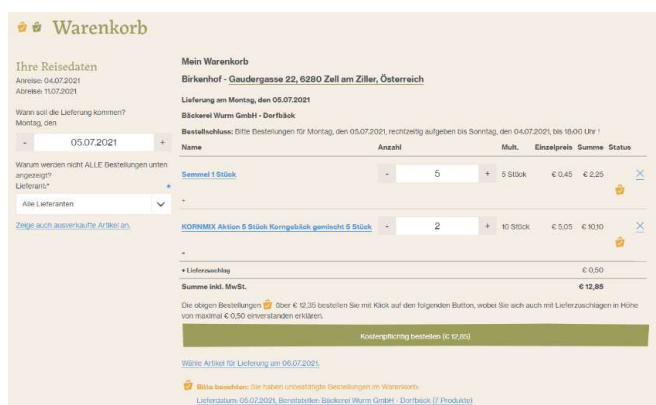 Warenkorb
Ihre Reisedaten
Anreise: 04.07.2021
Abreise: 11.07.2021
Wann soll die Lieferung kommen?
Montag, den
- 05.07.2021 +
Warum werden nicht ALLE Bestellungen unten
angezeigt?
Lieferant:*
Alle Lieferanten
Zeige auch ausverkaufte Artikel an.
Mein Warenkorb
Birkenhof - Gaudergasse 22, 6280 Zell am Ziller, Österreich
Lieferung am Montag, den 05.07.2021
Bäckerei Wurm GmbH - Dorfbäck
Bestellschluss: Bitte Bestellungen für Montag, den 05.07.2021, rechtzeitig aufgeben bis Sonntag, den 04.07.2021, bis 18:00 Uhr !
Name Anzahl Mult. Einzelpreis Summe Status
Semmel 1 Stück - 5 + 5 Stück € 0,45 € 2,25
-
KORNMIX Aktion 5 Stück Korngebäck gemischt 5 Stück - 2 + 10 Stück € 5,05 € 10,10
-
+ Lieferzuschlag € 0,50
Summe inkl. MwSt. € 12,85
Die obigen Bestellungen über € 12,35 bestellen Sie mit Klick auf den folgenden Button, wobei Sie sich auch mit Lieferzuschlägen in Höhe
von maximal € 0,50 einverstanden erklären.
Kostenpflichtig bestellen (€ 12,85)
Wähle Artikel für Lieferung am 06.07.2021.
Bitte beachten: Sie haben unbestätigte Bestellungen im Warenkorb:
Lieferdatum: 05.07.2021, Bereitsteller: Bäckerei Wurm GmbH - Dorfbäck (7 Produkte)